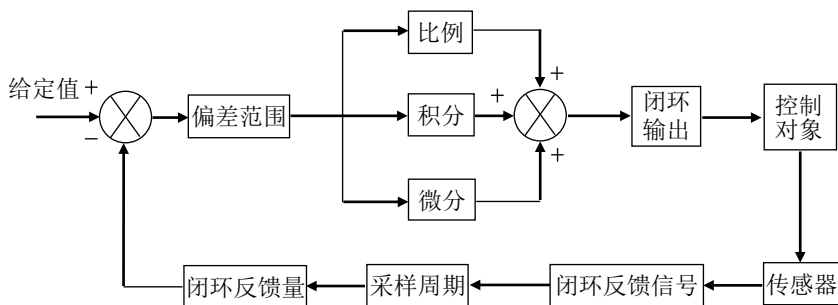 比例
给定值
+
−
偏差范围
积分
+
+
+
闭环
输出
控制
对象
微分
闭环反馈量
采样周期
闭环反馈信号
传感器